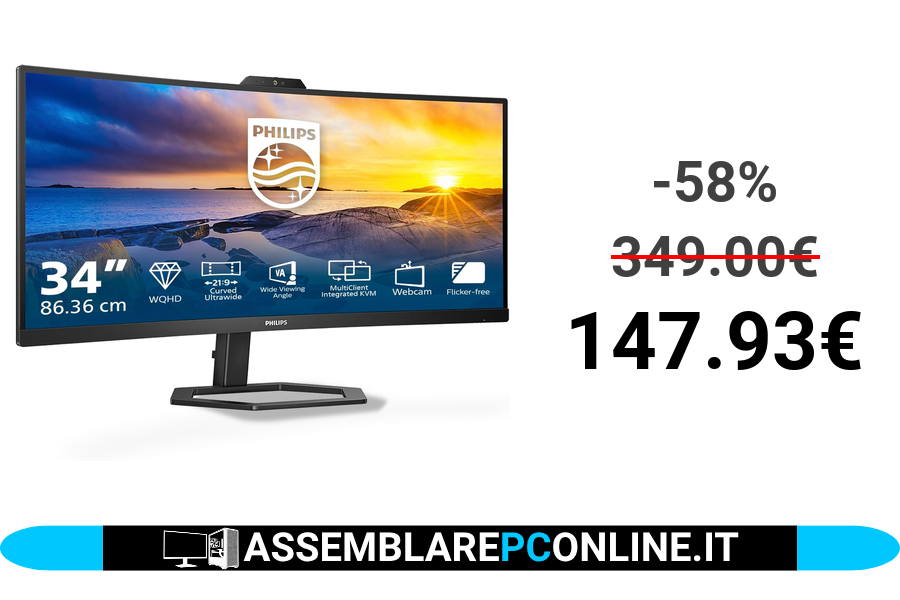 PHILIPS
34"
86.36 cm
WQHD
21:9
Curved
Ultrawide
VA
Wide Viewing
Angle
MultiClient
Integrated KVM
Webcam
Flicker-free
PHILIPS
-58%
349.00€
147.93€
ASSEMBLAREPCONLINE.IT